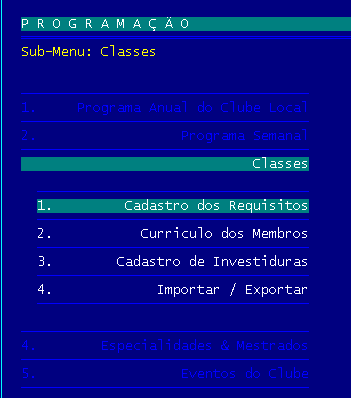 P R O G R A M A Ç Ã O
Sub-Menu: Classes
1. Programa Anual do Clube Local
2. Programa Semanal
Classes
1. Cadastro dos Requisitos
2. Curriculo dos Membros
3. Cadastro de Investiduras
4. Importar / Exportar
4. Especialidades & Mestrados
5. Eventos do Clube